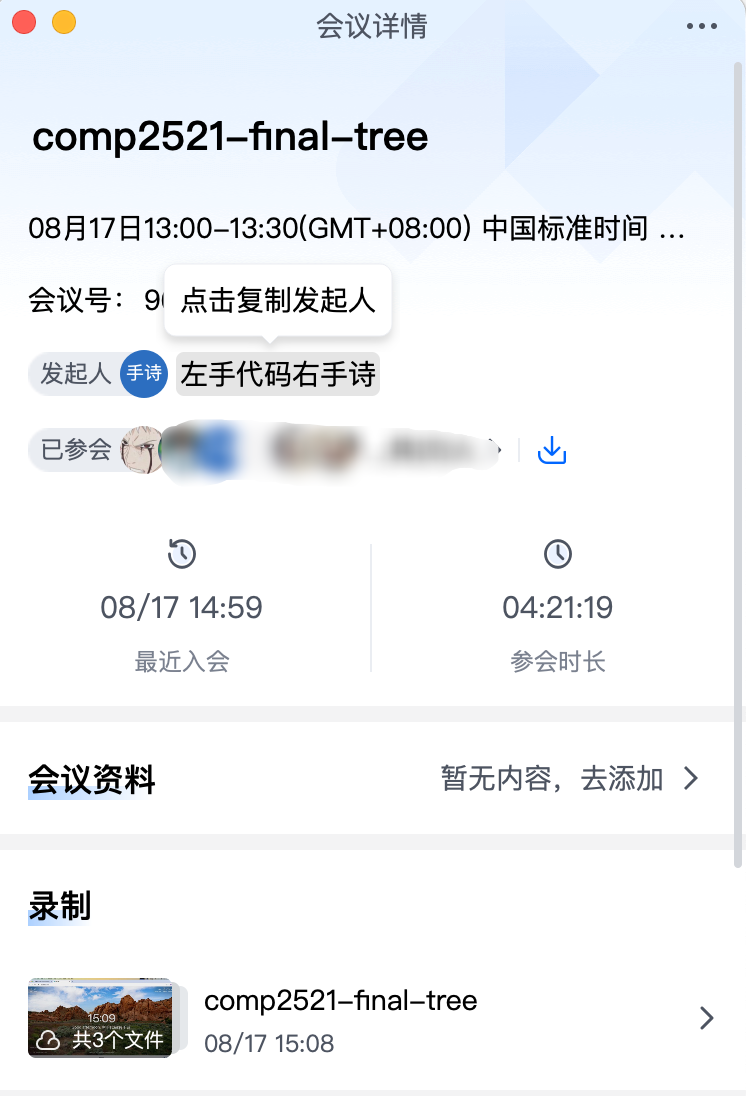 会议详情
comp2521-final-tree
08月17日13:00-13:30(GMT+08:00) 中国标准时间 ...
会议号：
点击复制发起人
发起人 手诗 左手代码右手诗
已参会
08/17 14:59
最近入会
04:21:19
参会时长
会议资料
暂无内容，去添加
录制
15:09
共3个文件
comp2521-final-tree
08/17 15:08